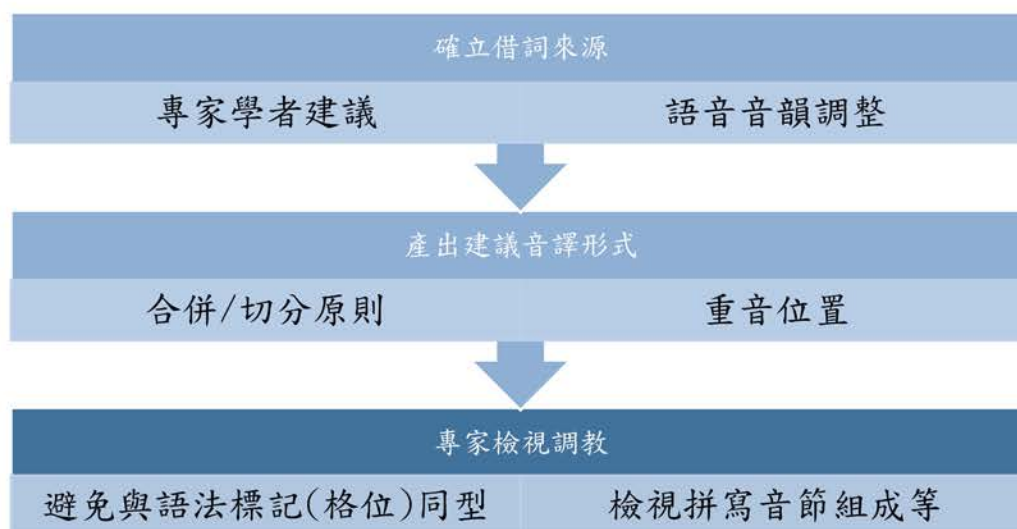 確立借詞來源
專家學者建議 語音音韻調整
產出建議音譯形式
合併/切分原則 重音位置
專家檢視調教
避免與語法標記(格位)同型 檢視拼寫音節組成等